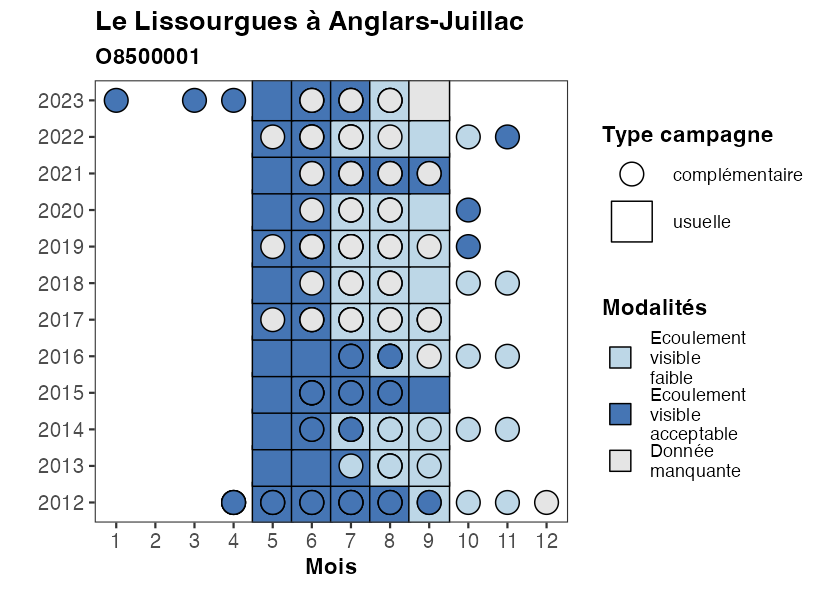 Le Lissourgues à Anglars-Juillac
O8500001
2023
2022
2021
2020
2019
2018
2017
2016
2015
2014
2013
2012
1 2 3 4 5 6 7 8 9 10 11 12
Mois
Type campagne
complémentaire
usuelle
Modalités
Ecoulement
visible
faible
Ecoulement
visible
acceptable
Donnée
manquante